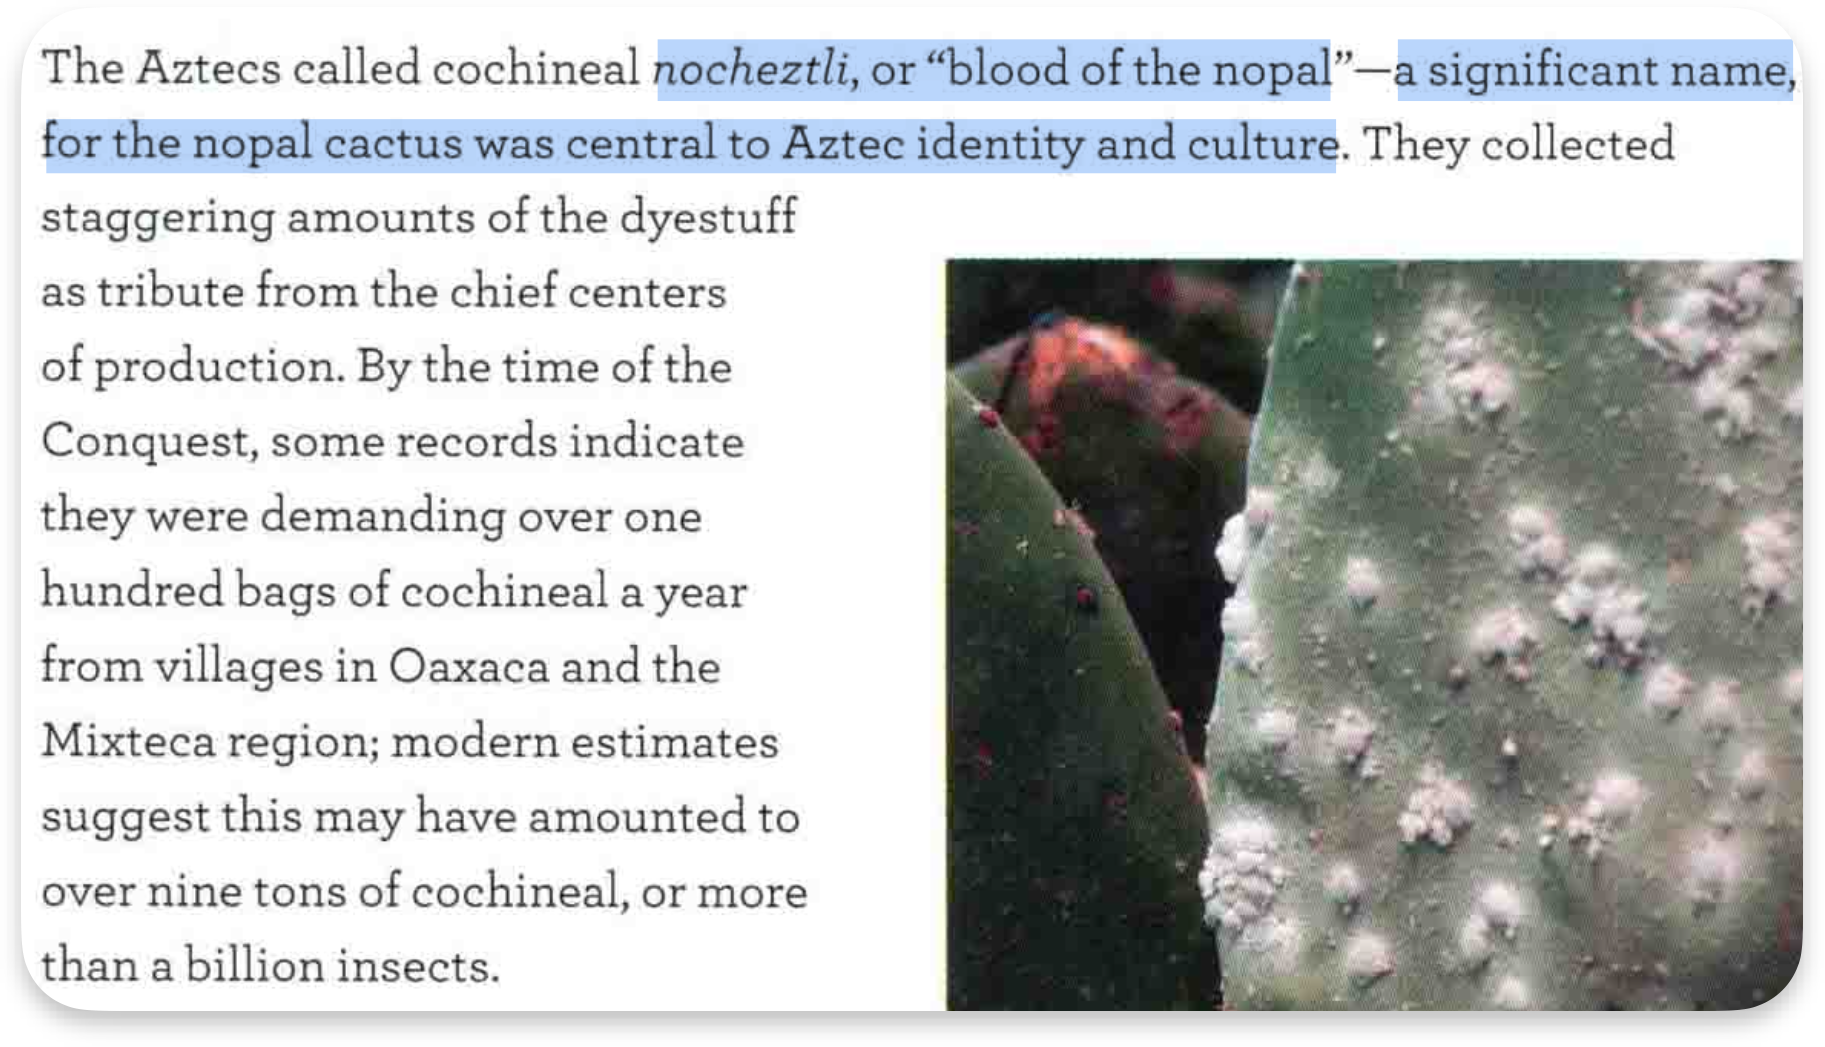 The Aztecs called cochineal nocheztli, or “blood of the nopal”—a significant name,
for the nopal cactus was central to Aztec identity and culture. They collected
staggering amounts of the dyestuff
as tribute from the chief centers
of production. By the time of the
Conquest, some records indicate
they were demanding over one
hundred bags of cochineal a year
from villages in Oaxaca and the
Mixteca region; modern estimates
suggest this may have amounted to
over nine tons of cochineal, or more
than a billion insects.